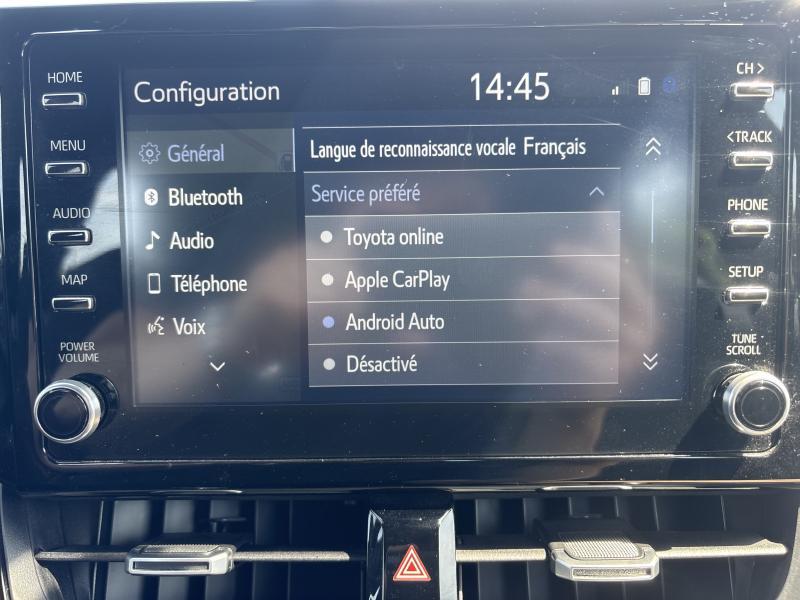 HOME
MENU
AUDIO
MAP
POWER
VOLUME
Configuration 14:45
Général
Bluetooth
Audio
Téléphone
Voix
Langue de reconnaissance vocale Français
Service préféré
Toyota online
Apple CarPlay
Android Auto
Désactivé
CH >
< TRACK
PHONE
SETUP
TUNE
SCROLL